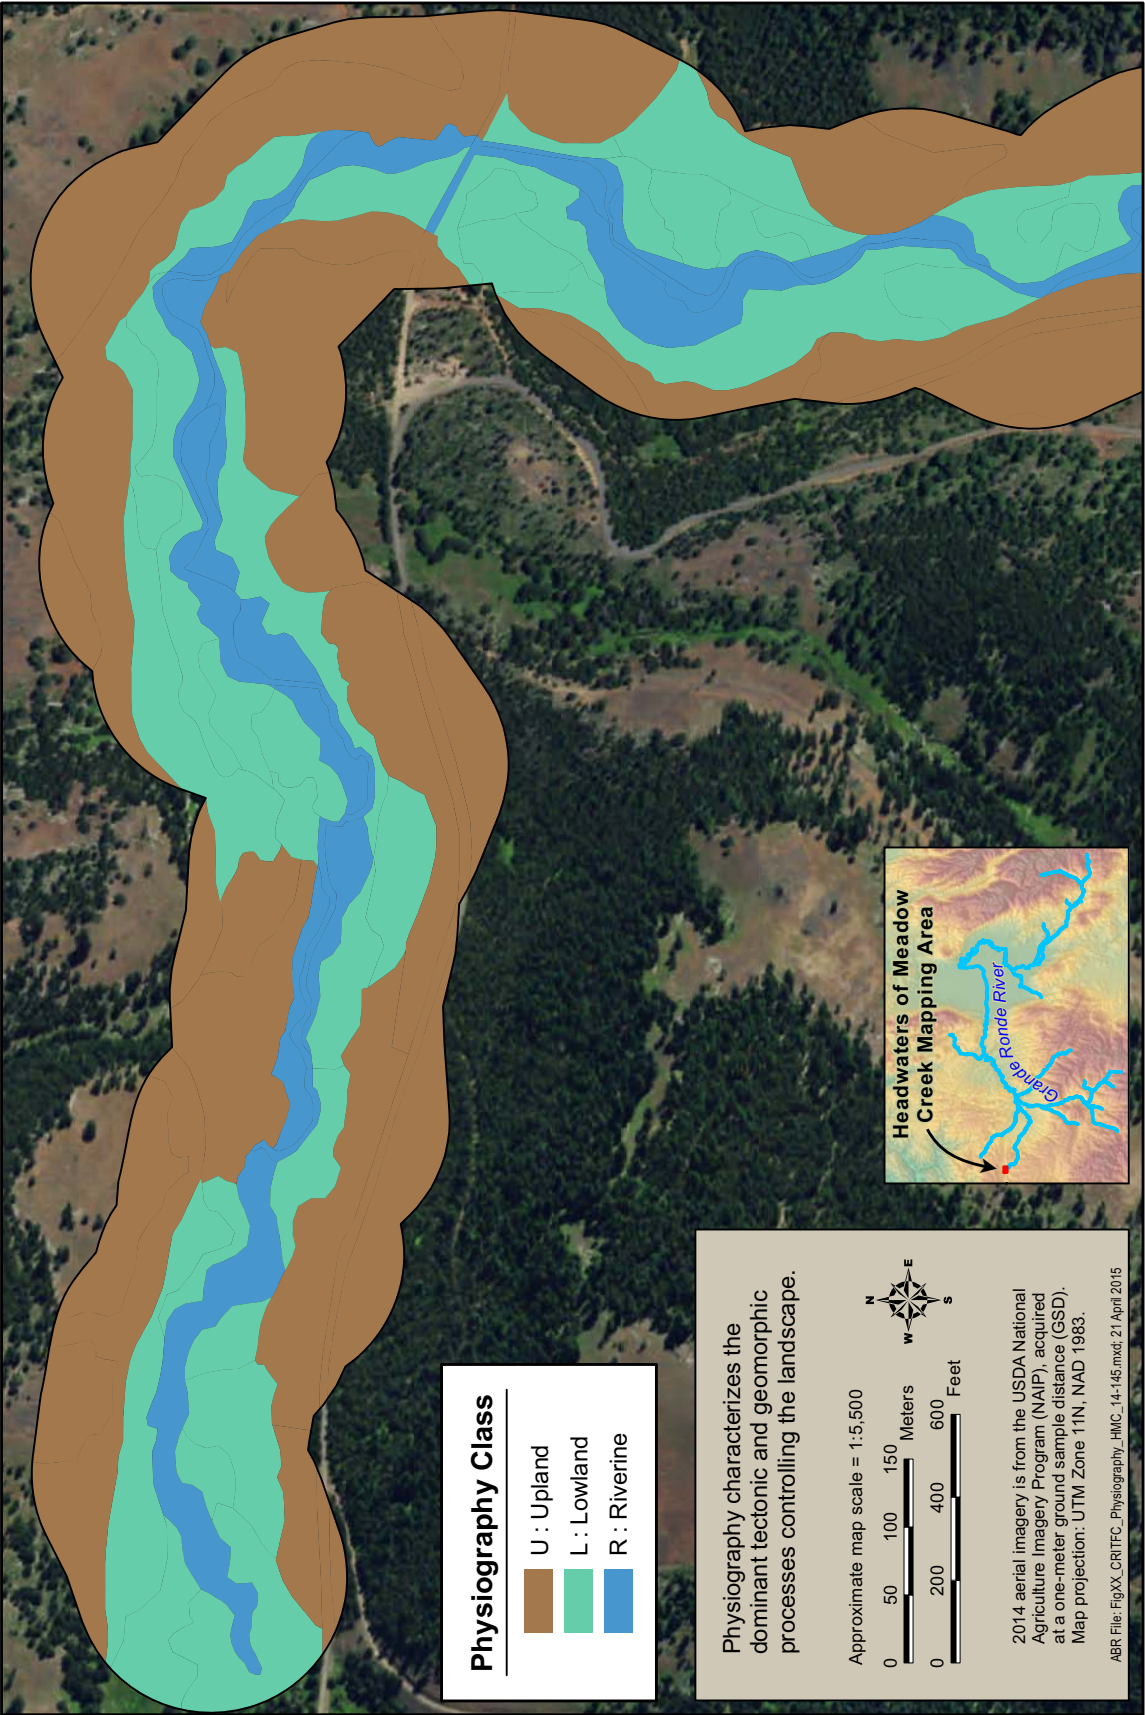 Physiography Class
U : Upland
L : Lowland
R : Riverine
Physiography characterizes the
dominant tectonic and geomorphic
processes controlling the landscape.
Approximate map scale = 1:5,500
0 50 100 150
Meters
0 200 400 600
Feet
N
W E
S
2014 aerial imagery is from the USDA National
Agriculture Imagery Program (NAIP), acquired
at a one-meter ground sample distance (GSD).
Map projection: UTM Zone 11N, NAD 1983.
ABR File: FigXX_CRITFC_Physiography_HMC_14-145.mxd; 21 April 2015
Headwaters of Meadow
Creek Mapping Area
Grande Ronde River